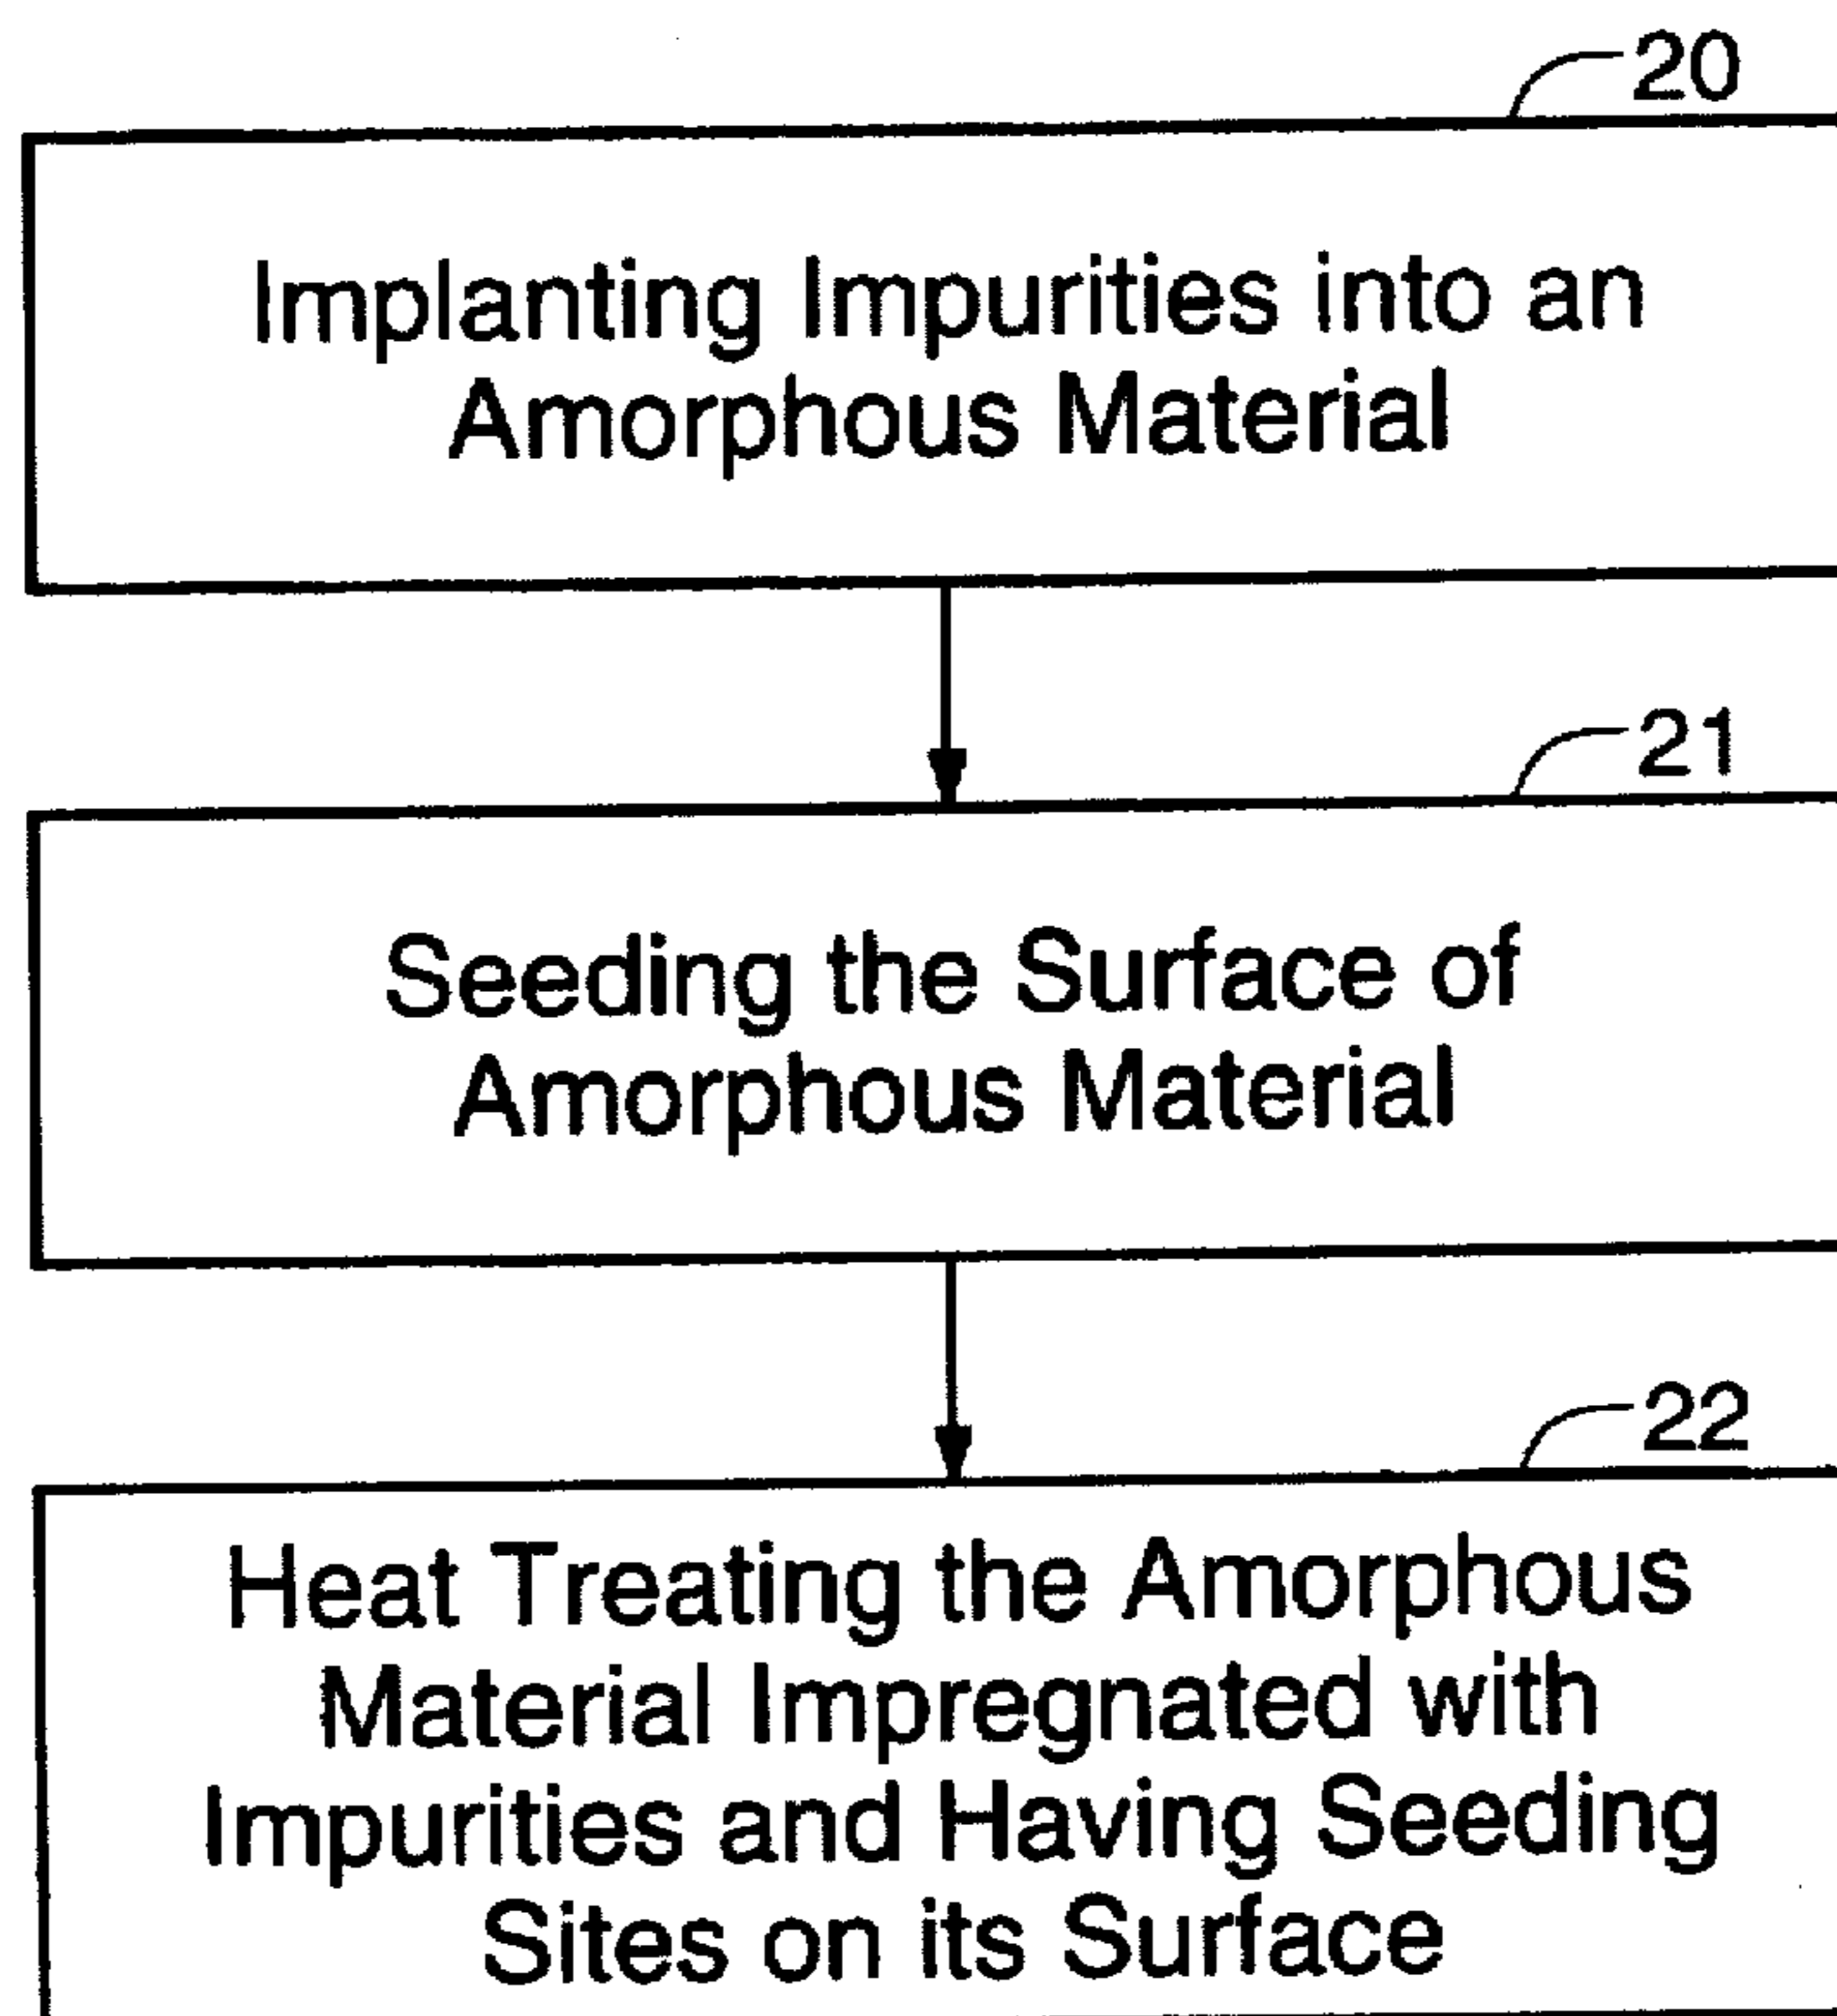 20
Implanting Impurities into an
Amorphous Material
21
Seeding the Surface of
Amorphous Material
22
Heat Treating the Amorphous
Material Impregnated with
Impurities and Having Seeding
Sites on its Surface